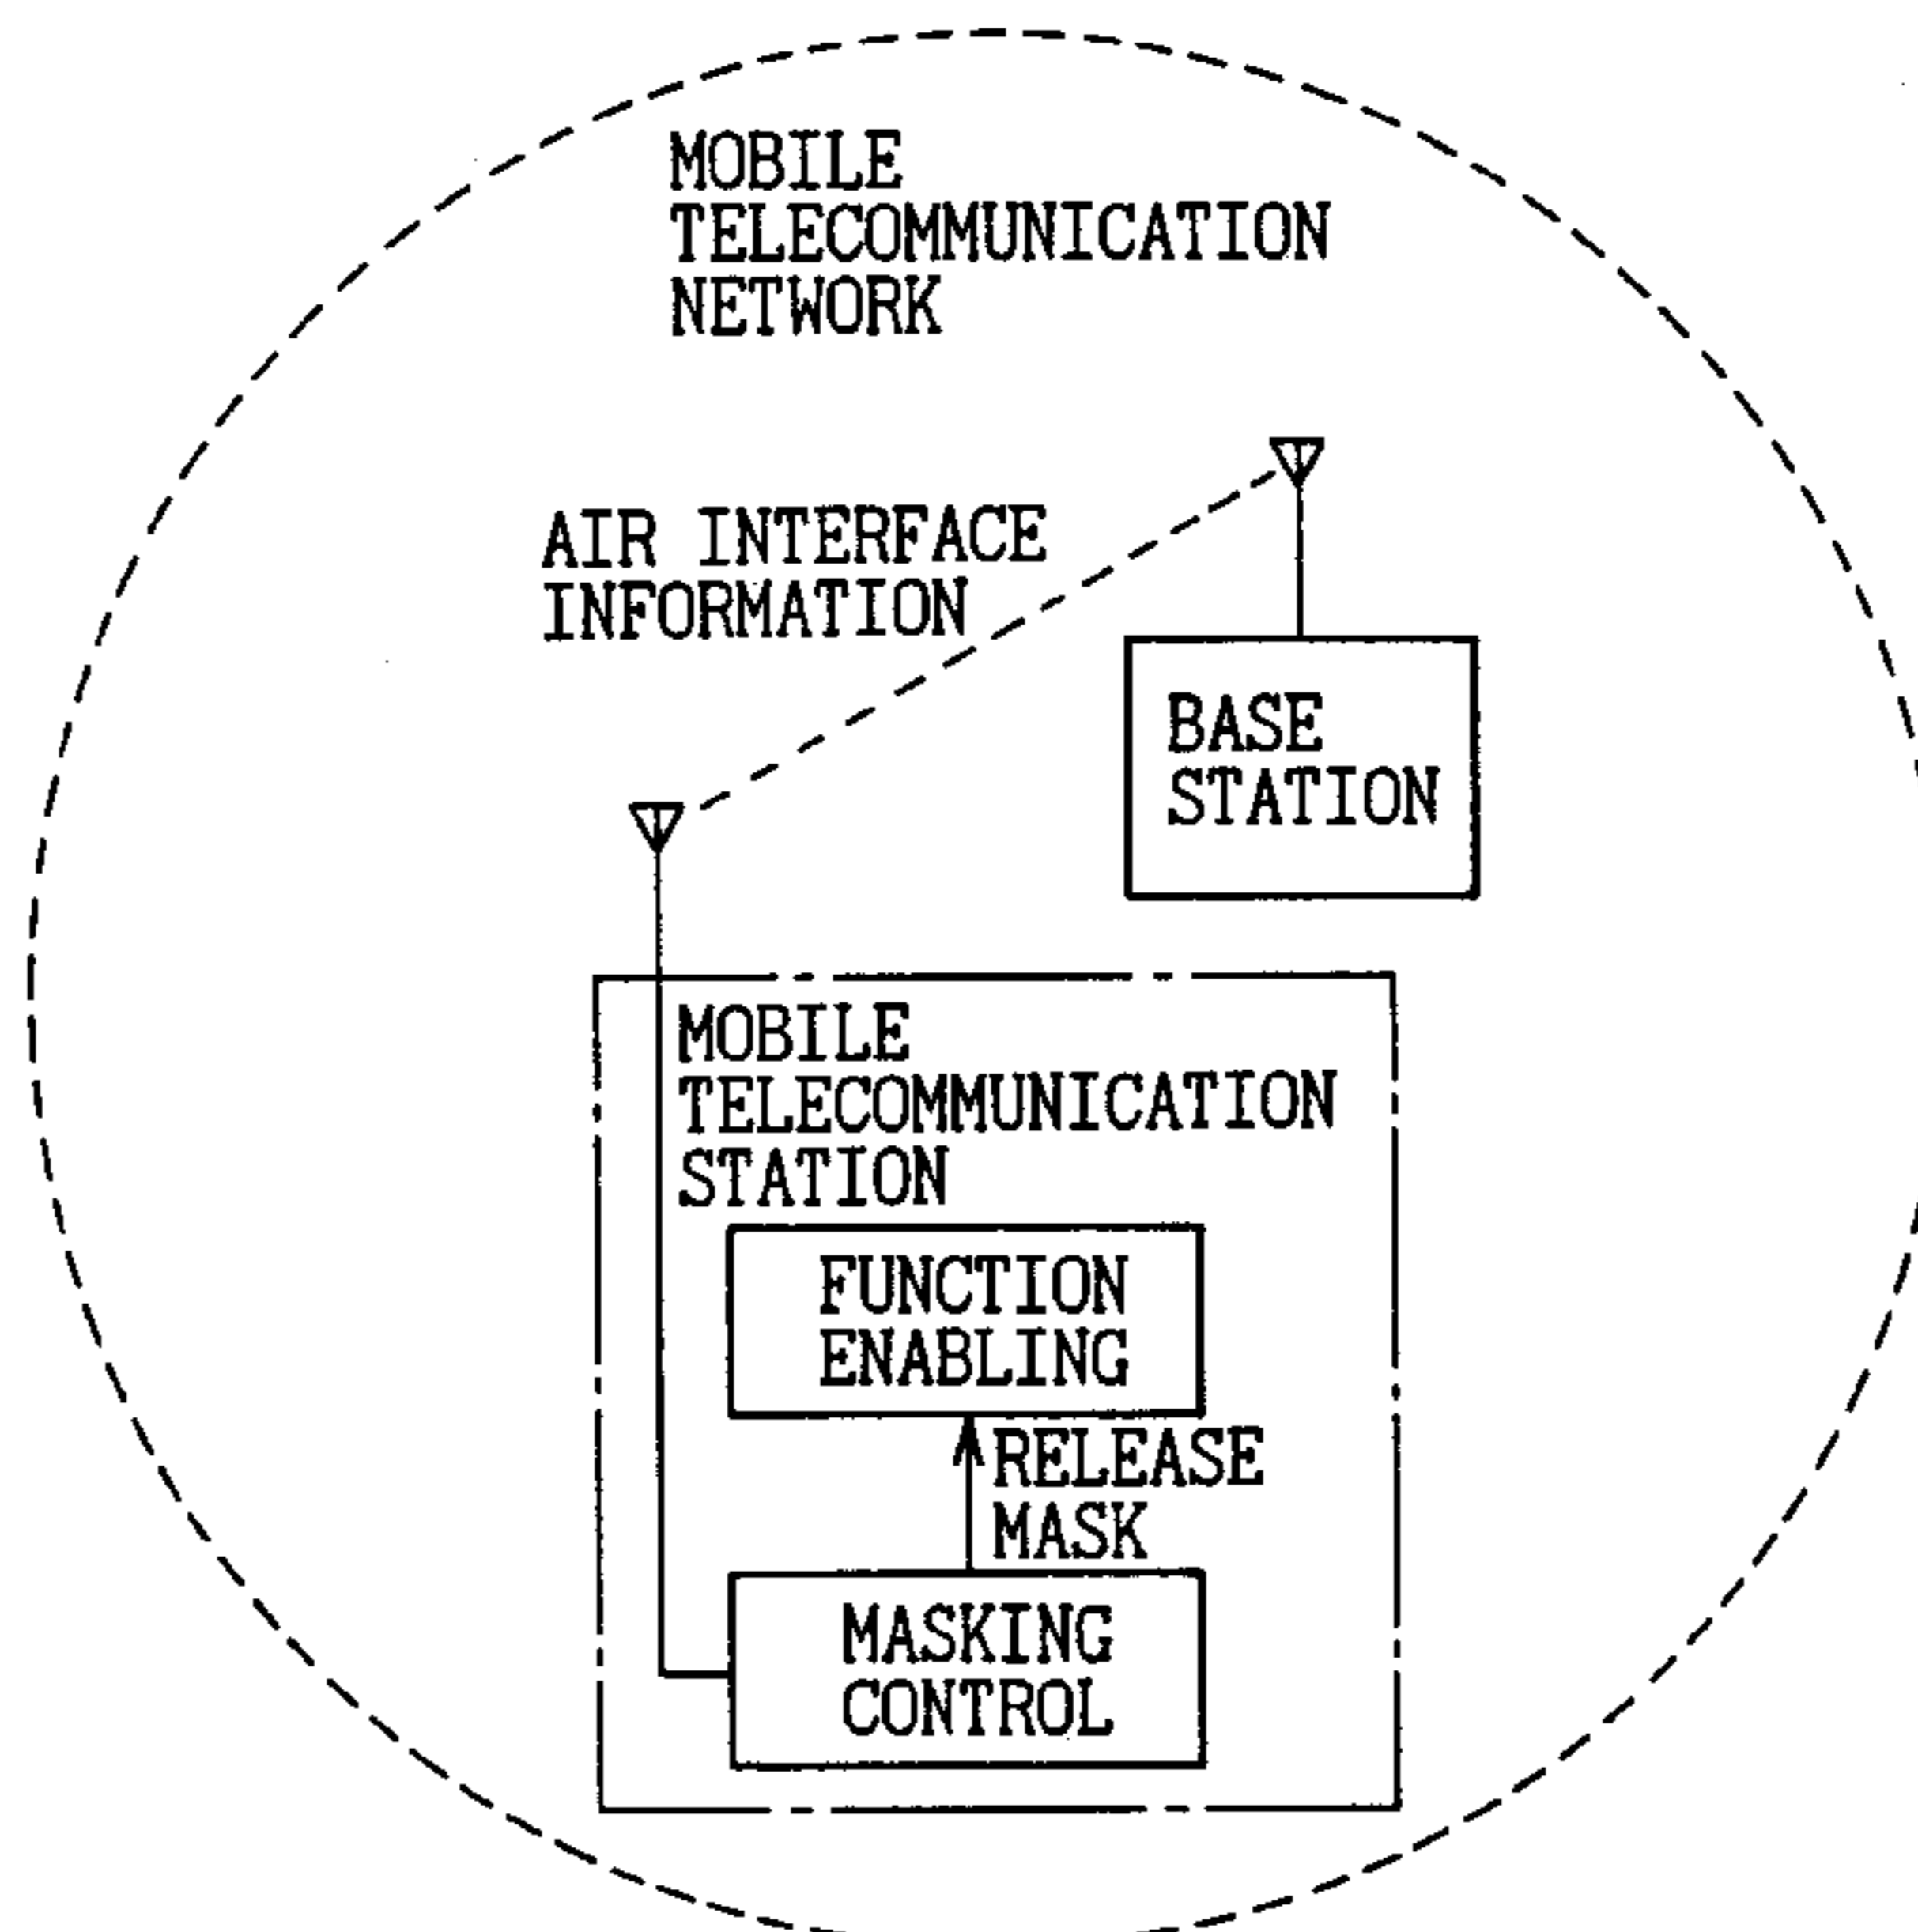 MOBILE
TELECOMMUNICATION
NETWORK
AIR INTERFACE
INFORMATION
BASE
STATION
MOBILE
TELECOMMUNICATION
STATION
FUNCTION
ENABLING
RELEASE
MASK
MASKING
CONTROL